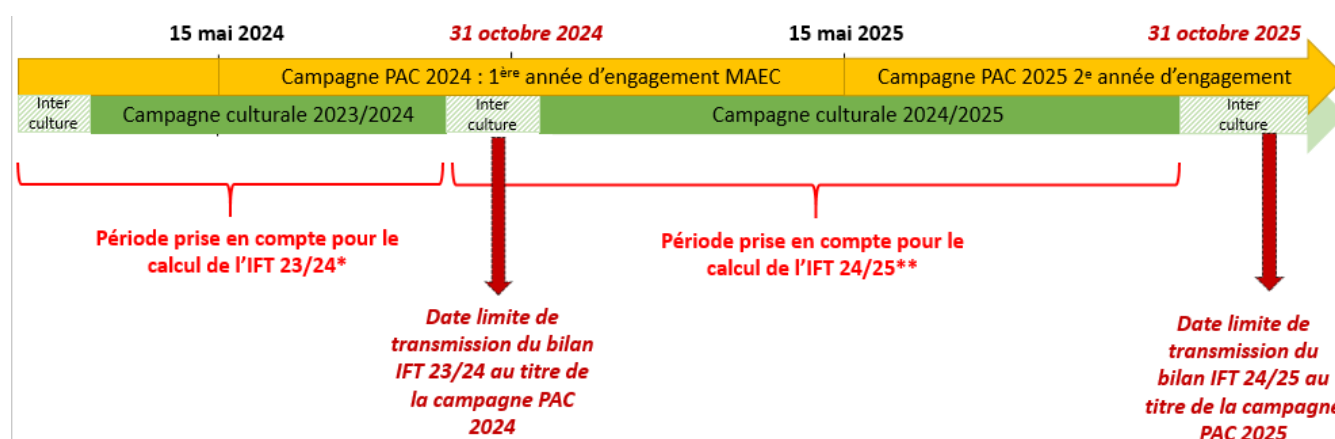 15 mai 2024
31 octobre 2024
15 mai 2025
31 octobre 2025
Campagne PAC 2024 : 1ère année d’engagement MAEC
Campagne PAC 2025 2e année d’engagement
Inter
culture
Campagne culturale 2023/2024
Inter
culture
Campagne culturale 2024/2025
Inter
culture
Période prise en compte pour le
calcul de l’IFT 23/24*
Période prise en compte pour le
calcul de l’IFT 24/25**
Date limite de
transmission du bilan
IFT 23/24 au titre de
la campagne PAC
2024
Date limite de
transmission du
bilan IFT 24/25 au
titre de la campagne
PAC 2025